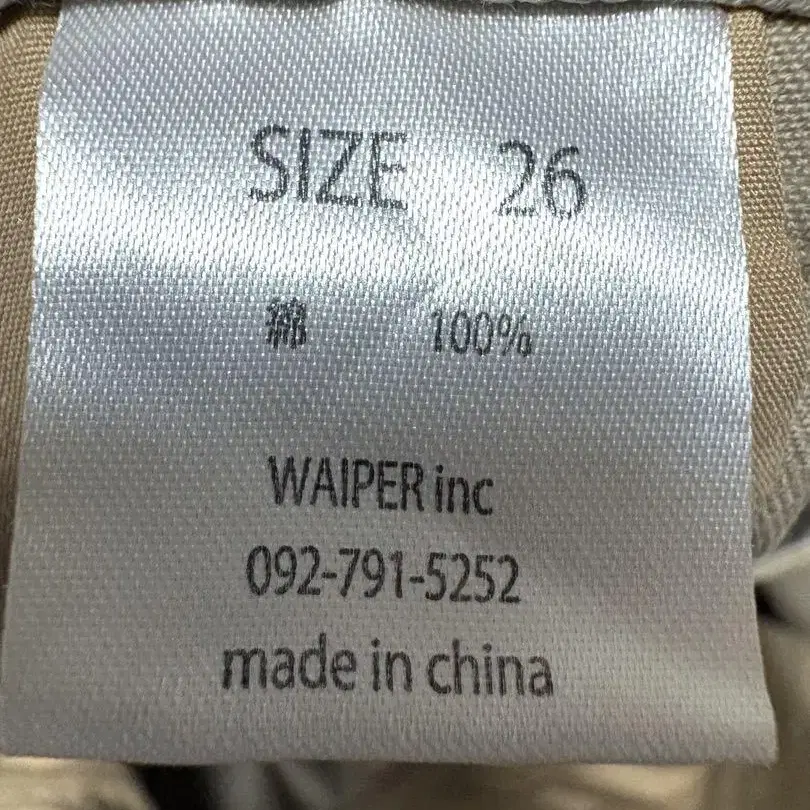 SIZE 26
綿 100%
WAIPER inc
092-791-5252
made in china